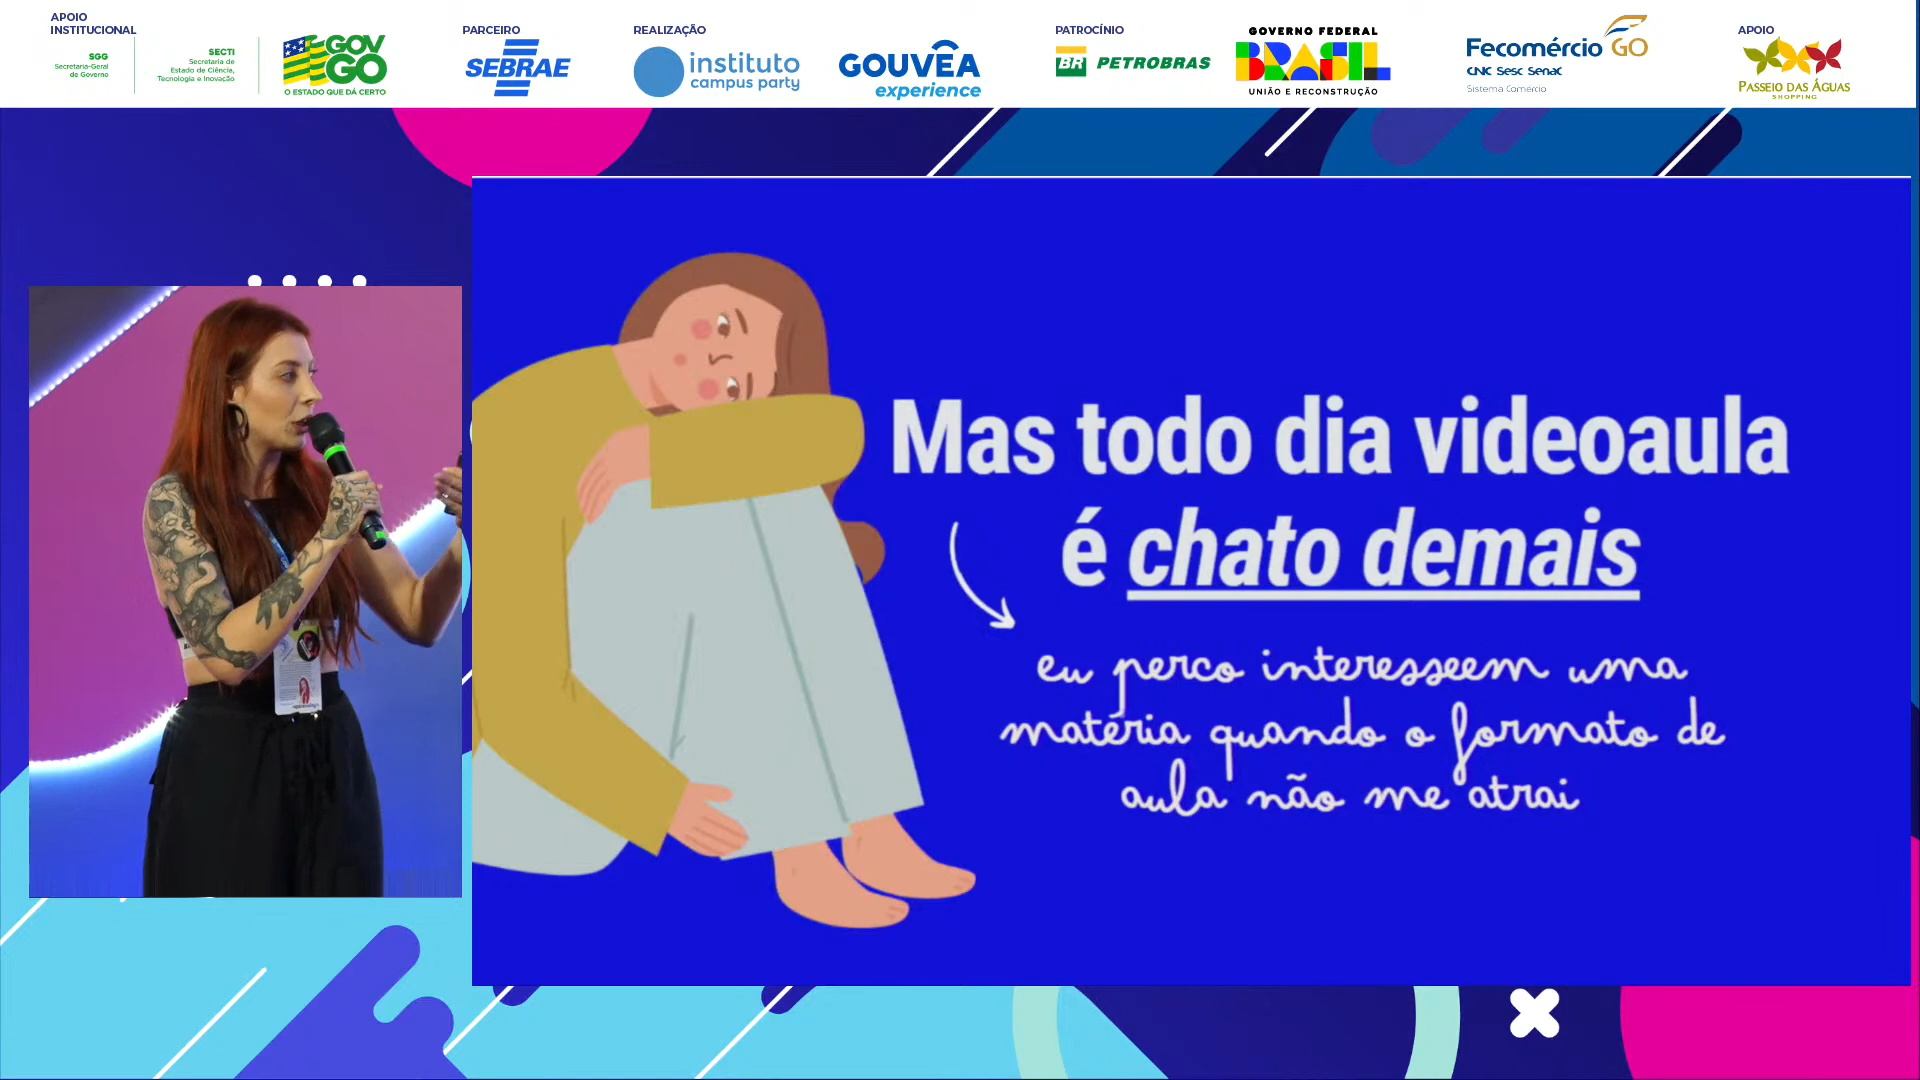 APOIO
INSTITUCIONAL
SGG
Secretaria-Geral
de Governo
SECTI
Secretaria de
Estado de Ciência,
Tecnologia e Inovação
GOV
GO
O ESTADO QUE DÁ CERTO
PARCEIRO
SEBRAE
REALIZAÇÃO
instituto
campus party
GOUVÊA
experience
PATROCÍNIO
BR PETROBRAS
GOVERNO FEDERAL
BRASIL
UNIÃO E RECONSTRUÇÃO
Fecomércio GO
CNC Sesc Senac
Sistema Comércio
APOIO
PASSEIO DAS ÁGUAS
SHOPPING
Mas todo dia videoaula
é chato demais
eu perco interesseem uma
matéria quando o formato de
aula não me atrai